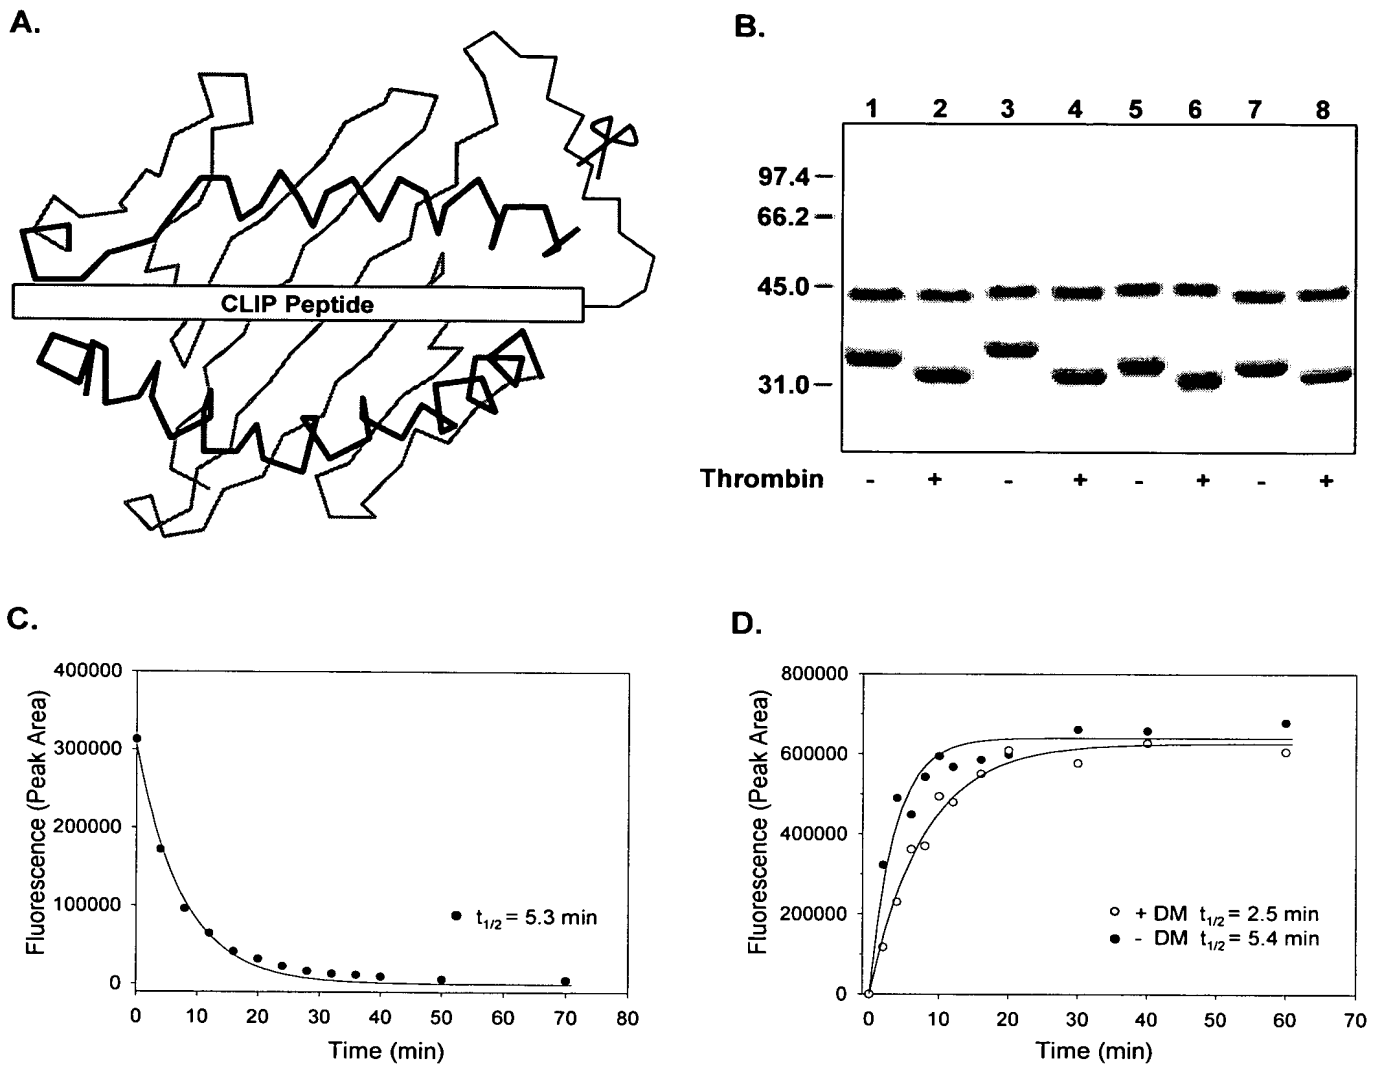 A.
CLIP Peptide
B.
1 2 3 4 5 6 7 8
97.4
66.2
45.0
31.0
Thrombin - + - + - + - +
C.
Fluorescence (Peak Area)
400000
300000
200000
100000
0
t1/2 = 5.3 min
0 10 20 30 40 50 60 70 80
Time (min)
D.
Fluorescence (Peak Area)
800000
600000
400000
200000
0
+ DM t1/2 = 2.5 min
- DM t1/2 = 5.4 min
0 10 20 30 40 50 60 70
Time (min)